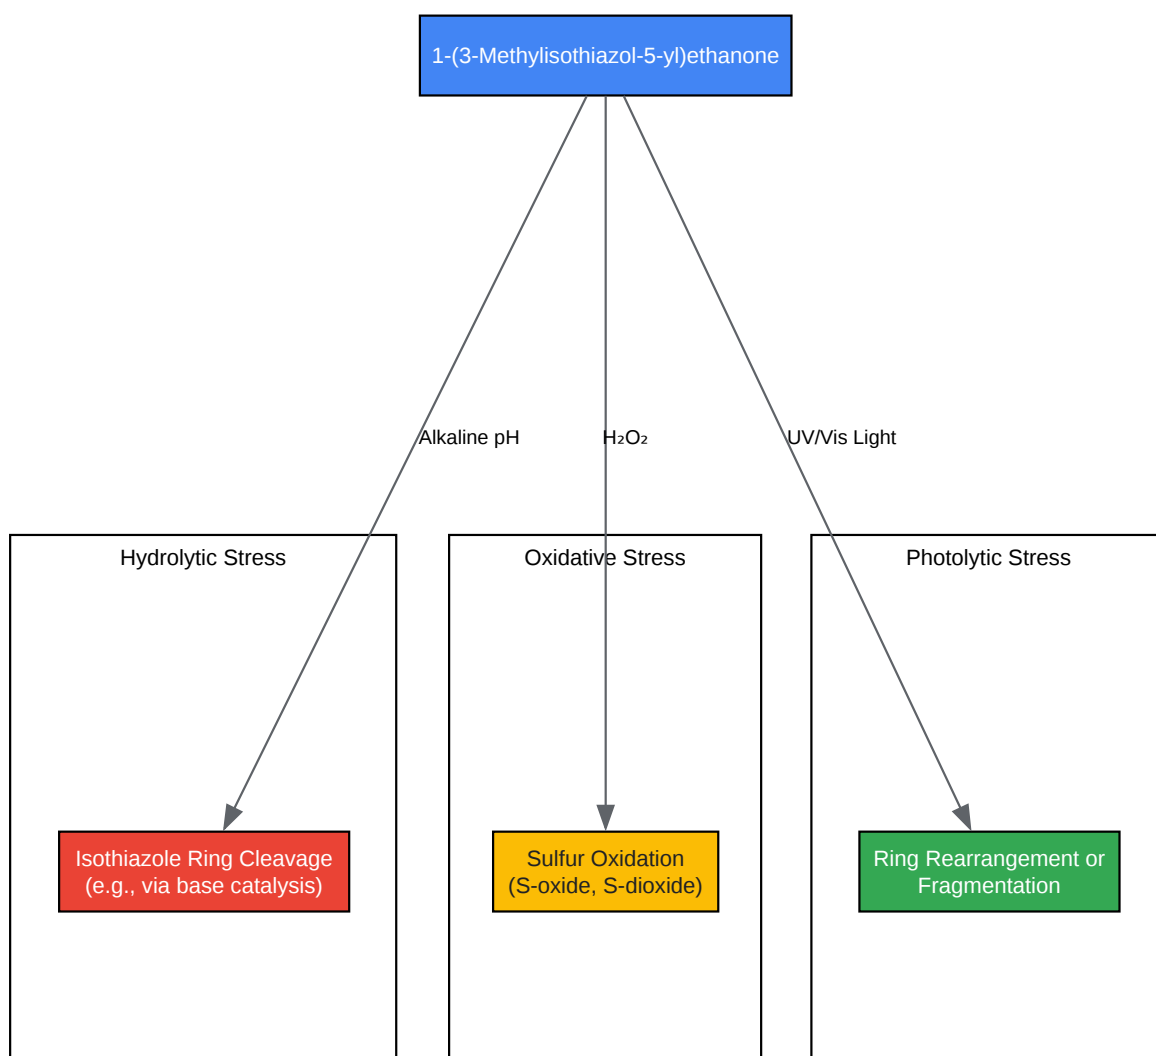 1-(3-Methylisothiazol-5-yl)ethanone
Alkaline pH
H₂O₂
UV/Vis Light
Hydrolytic Stress
Oxidative Stress
Photolytic Stress
Isothiazole Ring Cleavage
(e.g., via base catalysis)
Sulfur Oxidation
(S-oxide, S-dioxide)
Ring Rearrangement or
Fragmentation